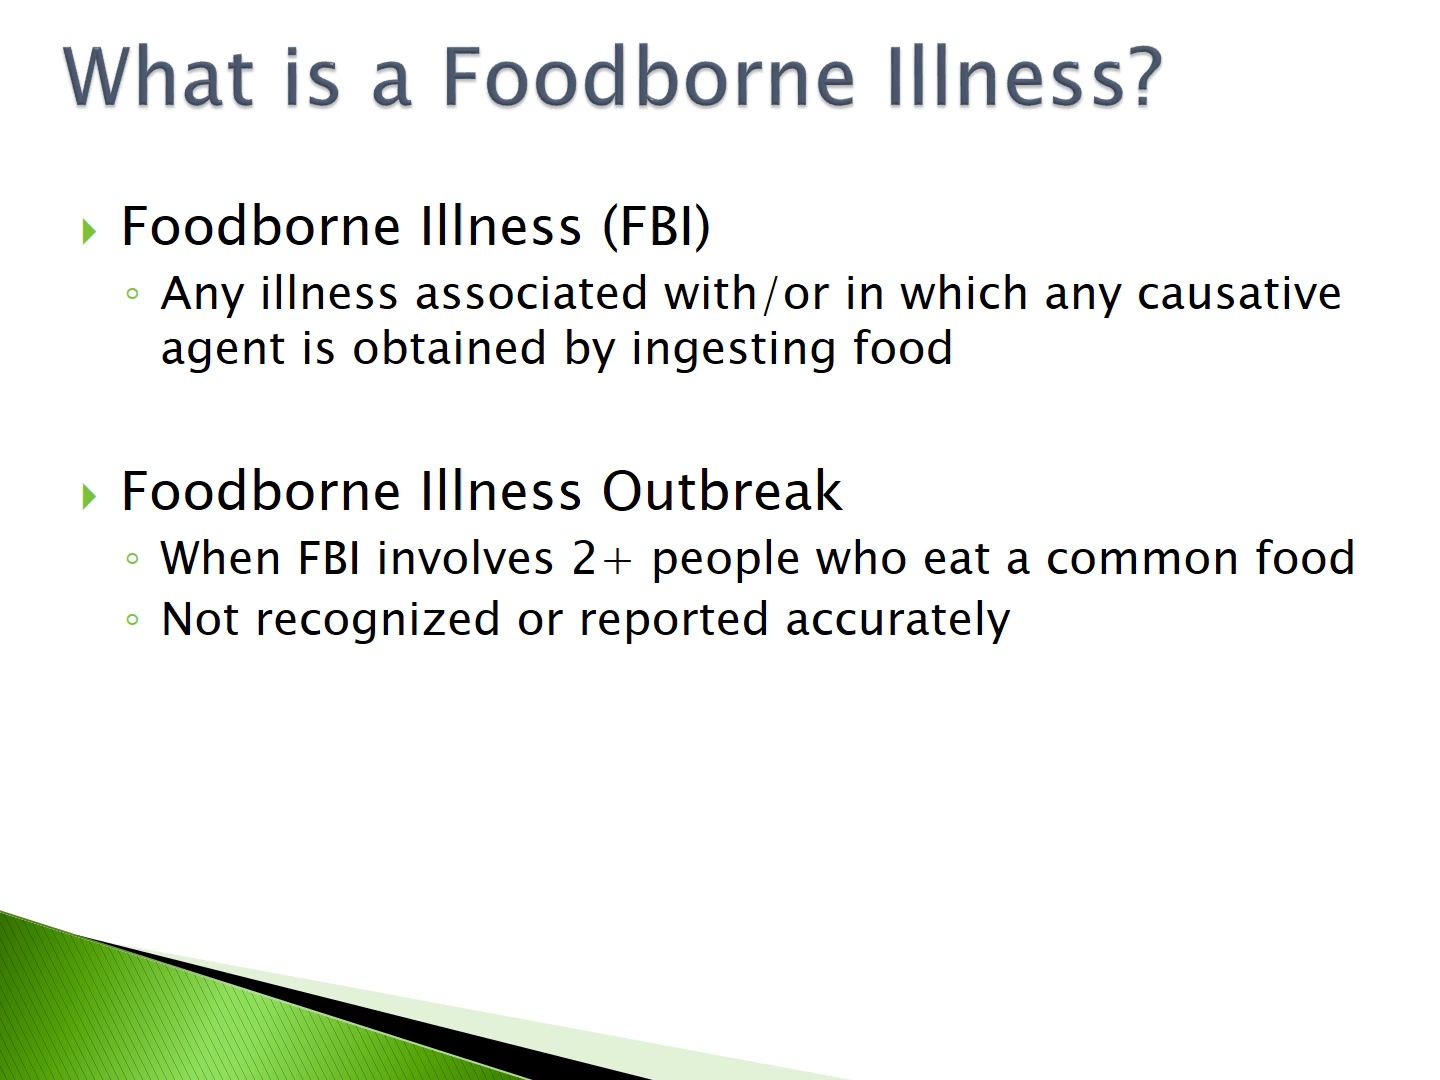 What is a Foodborne Illness?
Foodborne Illness (FBI)
Any illness associated with/or in which any causative
agent is obtained by ingesting food
Foodborne Illness Outbreak
When FBI involves 2+ people who eat a common food
Not recognized or reported accurately